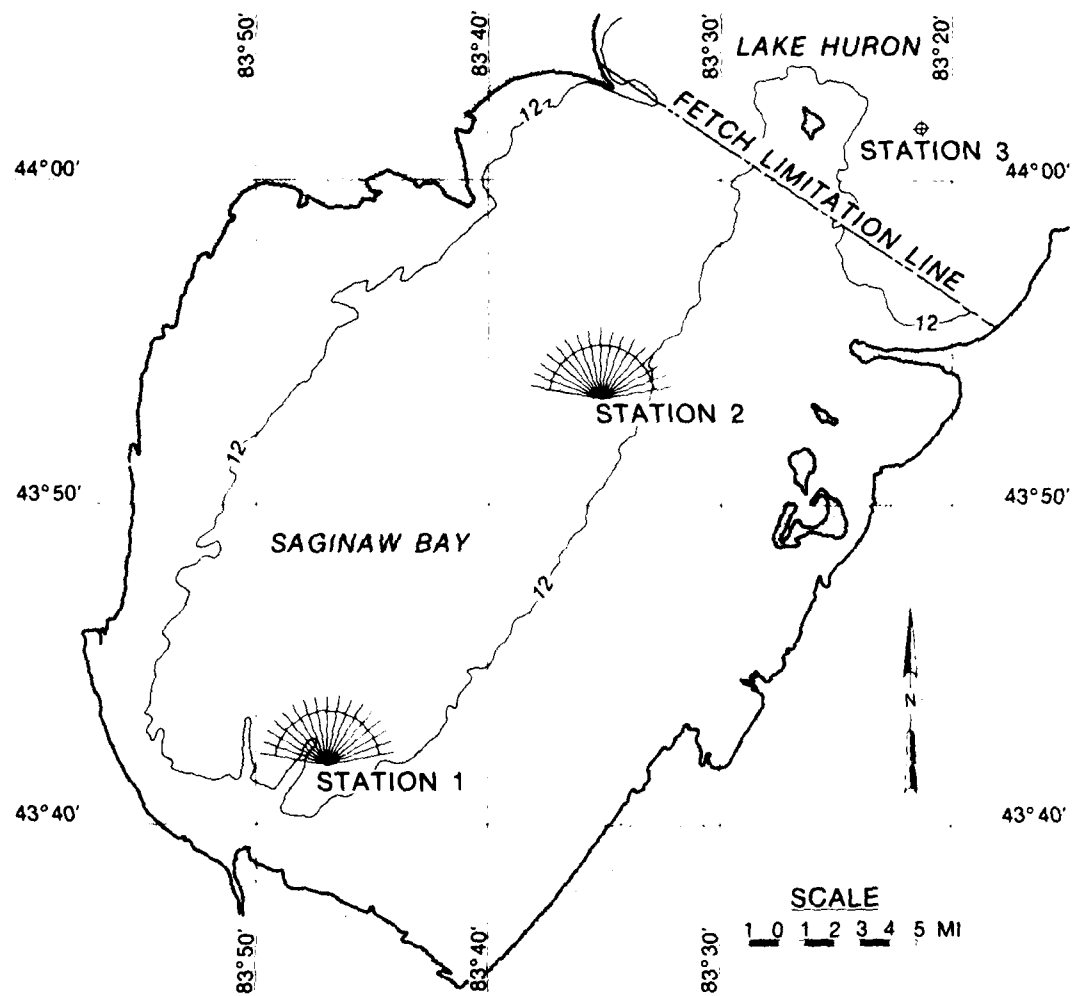 83°50'
83°40'
83°30'
83°20'
LAKE HURON
12
FETCH LIMITATION LINE
STATION 3
44°00'
44°00'
12
STATION 2
12
43°50'
43°50'
SAGINAW BAY
12
N
STATION 1
43°40'
43°40'
SCALE
1 0 1 2 3 4 5 MI
83°50'
83°40'
83°30'